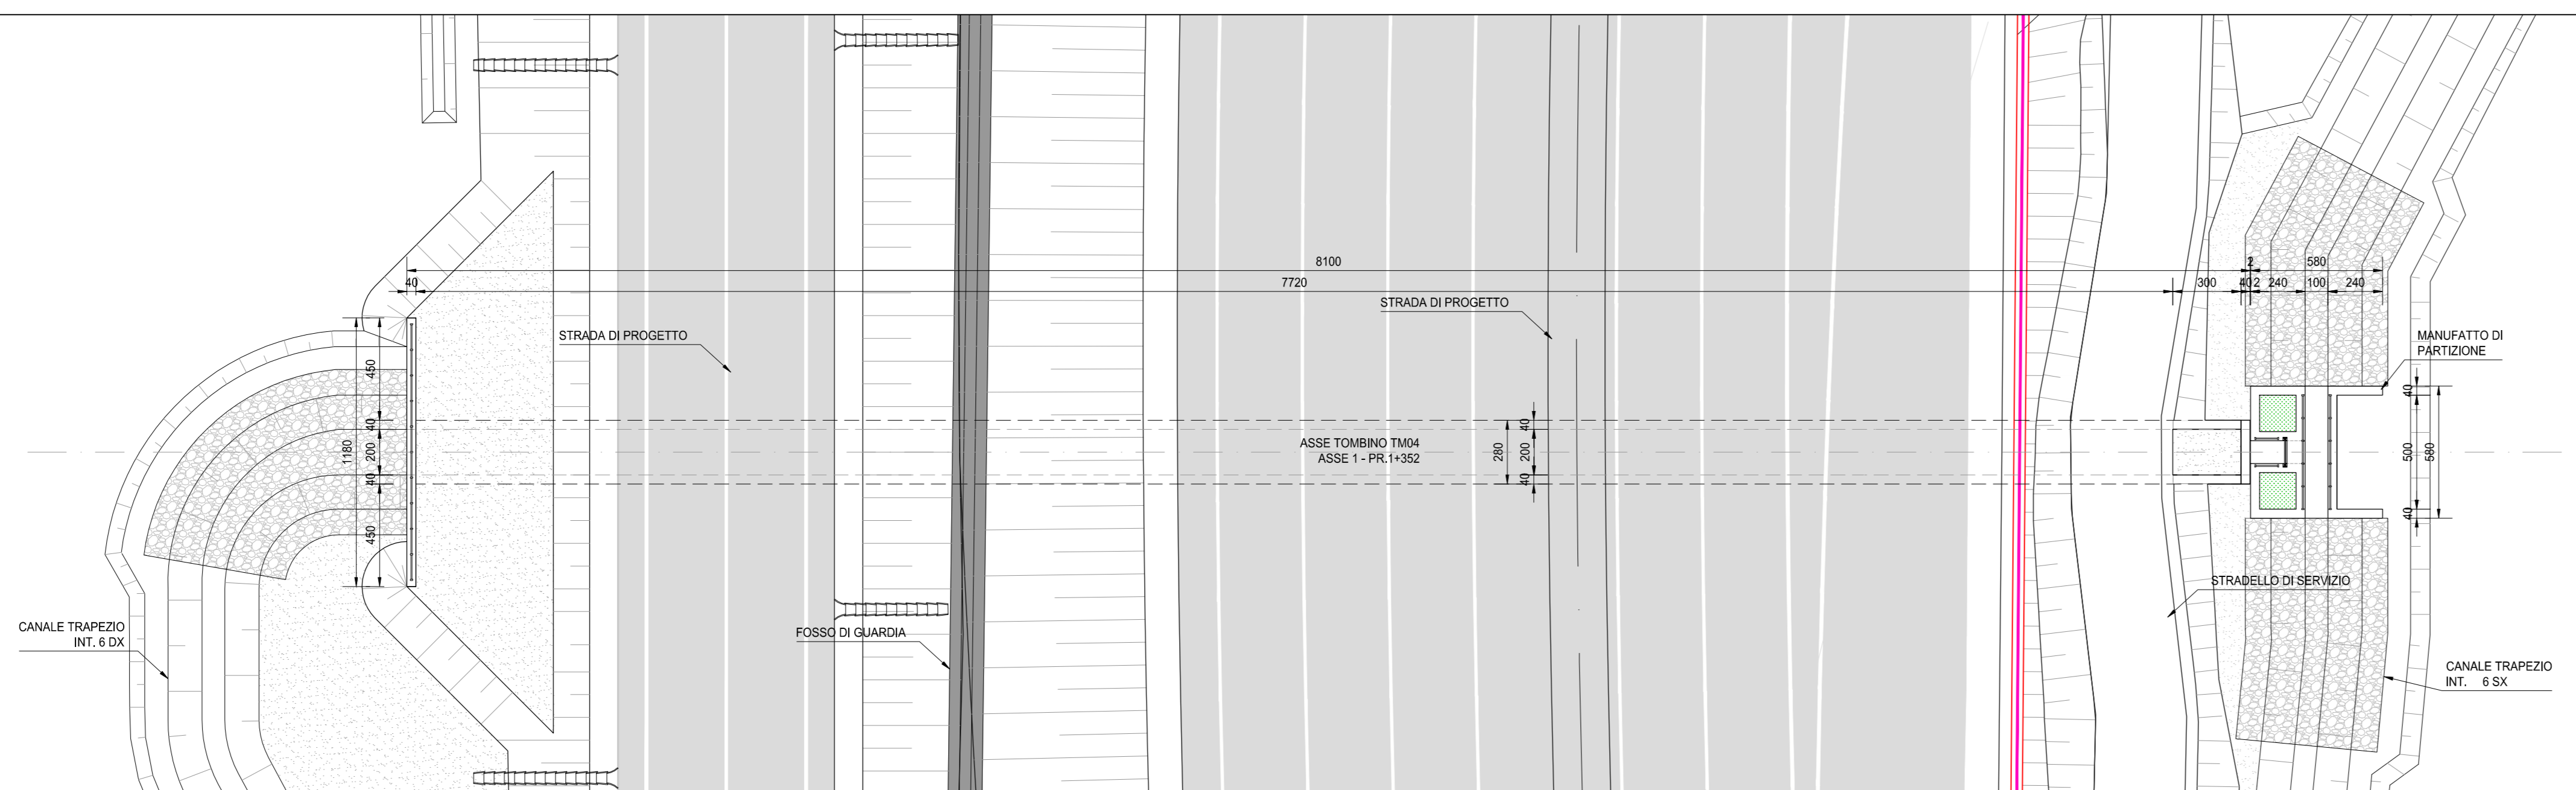 8100
2
580
40
7720
300
40
2
240
100
240
STRADA DI PROGETTO
STRADA DI PROGETTO
MANUFATTO DI
PARTIZIONE
450
40
1180
200
40
450
ASSE TOMBINO TM04
ASSE 1 - PR.1+352
280
40
200
40
40
500
580
40
STRADELLO DI SERVIZIO
CANALE TRAPEZIO
INT. 6 DX
FOSSO DI GUARDIA
CANALE TRAPEZIO
INT. 6 SX